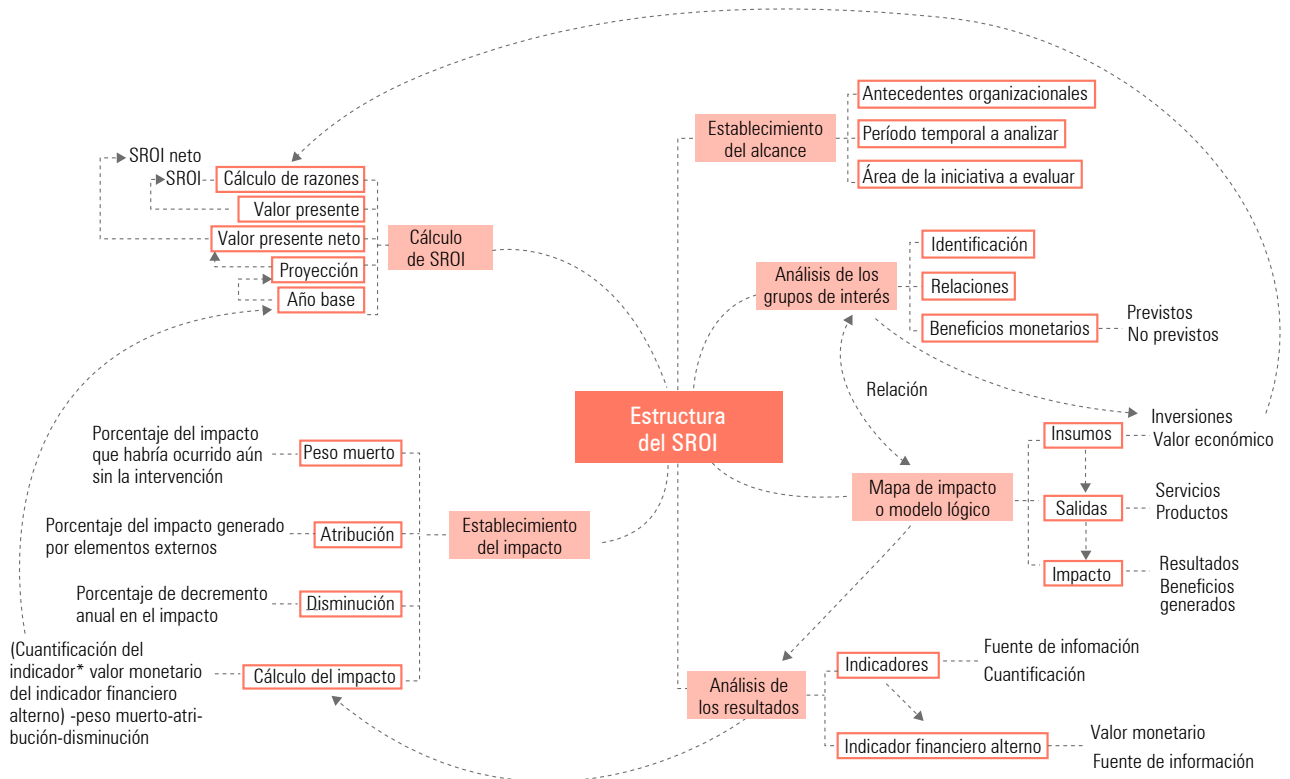 Estructura
del SROI
Establecimiento
del alcance
Antecedentes organizacionales
Período temporal a analizar
Área de la iniciativa a evaluar
Análisis de los
grupos de interés
Identificación
Relaciones
Beneficios monetarios
Previstos
No previstos
Relación
Mapa de impacto
o modelo lógico
Insumos
Inversiones
Valor económico
Salidas
Servicios
Productos
Impacto
Resultados
Beneficios
generados
Análisis de
los resultados
Indicadores
Fuente de infomación
Cuantificación
Indicador financiero alterno
Valor monetario
Fuente de información
Establecimiento
del impacto
Peso muerto
Porcentaje del impacto
que habría ocurrido aún
sin la intervención
Atribución
Porcentaje del impacto generado
por elementos externos
Disminución
Porcentaje de decremento
anual en el impacto
Cálculo del impacto
(Cuantificación del
indicador* valor monetario
del indicador financiero
alterno) -peso muerto-atri-
bución-disminución
Cálculo
de SROI
SROI neto
SROI
Cálculo de razones
Valor presente
Valor presente neto
Proyección
Año base